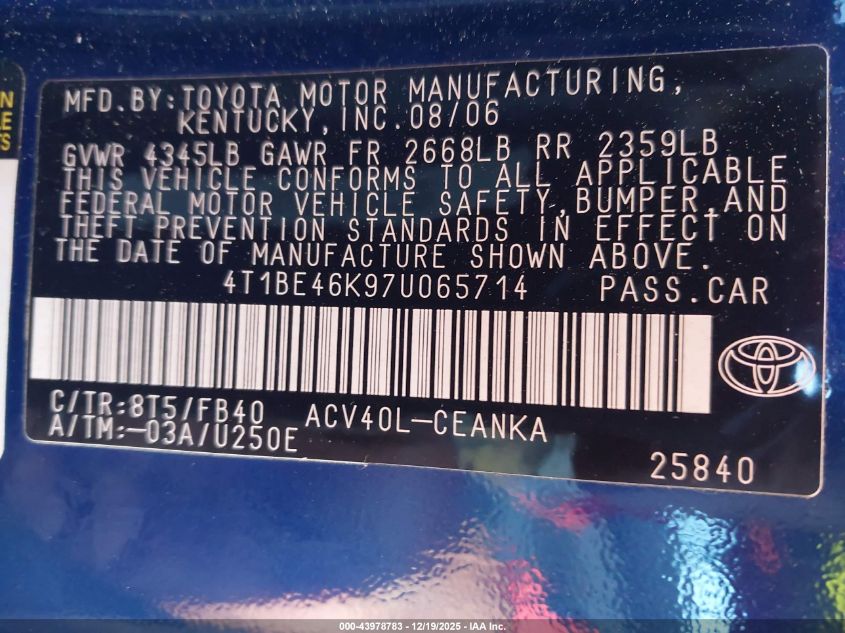 N
LE
TS
MFD.BY:TOYOTA MOTOR MANUFACTURING,
KENTUCKY,INC.08/06
GVWR 4345LB GAWR FR 2668LB RR 2359LB
THIS VEHICLE CONFORMS TO ALL APPLICABLE
FEDERAL MOTOR VEHICLE SAFETY,BUMPER,AND
THEFT PREVENTION STANDARDS IN EFFECT ON
THE DATE OF MANUFACTURE SHOWN ABOVE.
4T1BE46K97U065714 PASS.CAR
C/TR:8T5/FB40 ACV40L-CEANKA
A/TM:-03A/U250E
25840
000-43978783 - 12/19/2025 - IAA Inc.